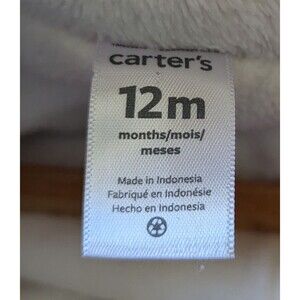 carter's
12m
months/mois/
meses
Made in Indonesia
Fabriqué en Indonésie
Hecho en Indonesia